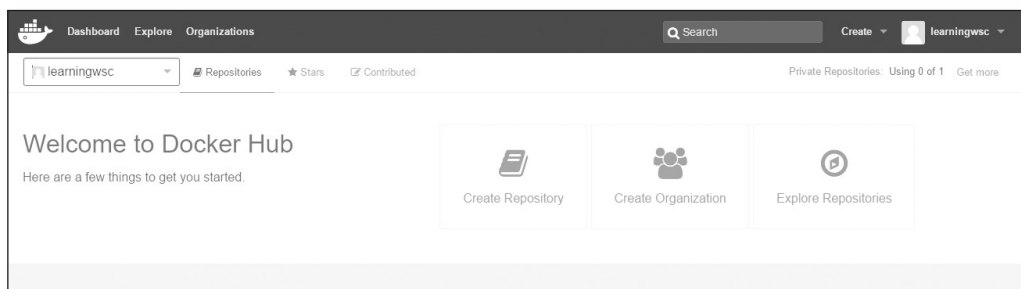 Dashboard Explore Organizations Search Create learningwsc
learningwsc Repositories Stars Contributed Private Repositories: Using 0 of 1 Get more
Welcome to Docker Hub
Here are a few things to get you started.
Create Repository Create Organization Explore Repositories